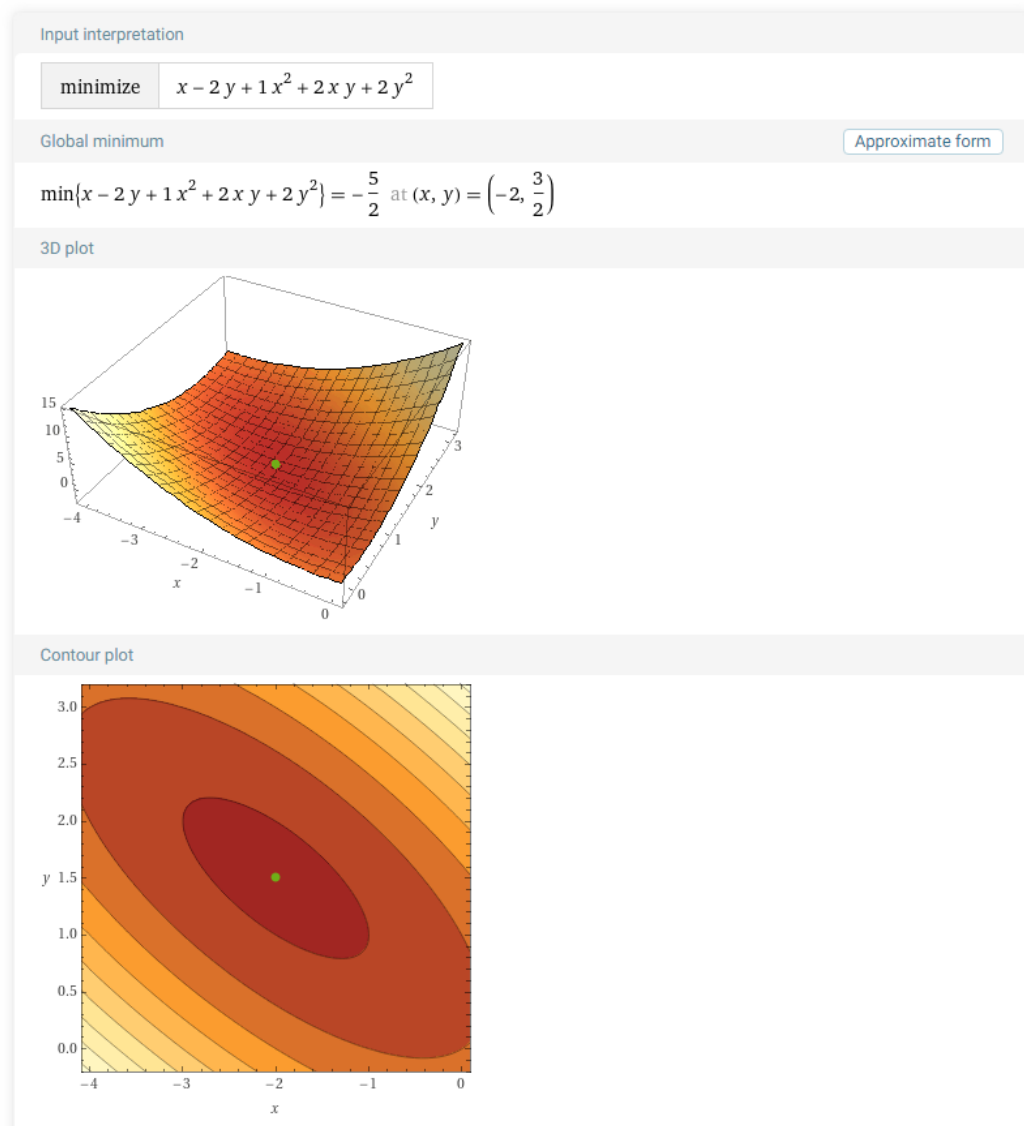 Input interpretation
minimize x − 2 y + 1 x² + 2 x y + 2 y²
Global minimum
Approximate form
min{x − 2 y + 1 x² + 2 x y + 2 y²} = − 5/2 at (x, y) = (−2, 3/2)
3D plot
15
10
5
0
−4
−3
−2
−1
0
x
0
1
2
3
y
Contour plot
3.0
2.5
2.0
y 1.5
1.0
0.5
0.0
−4 −3 −2 −1 0
x